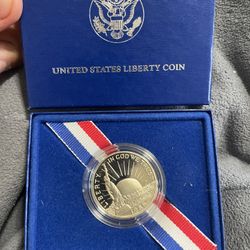 UNITED STATES LIBERTY COIN
LIBERTY
IN GOD WE TRUST